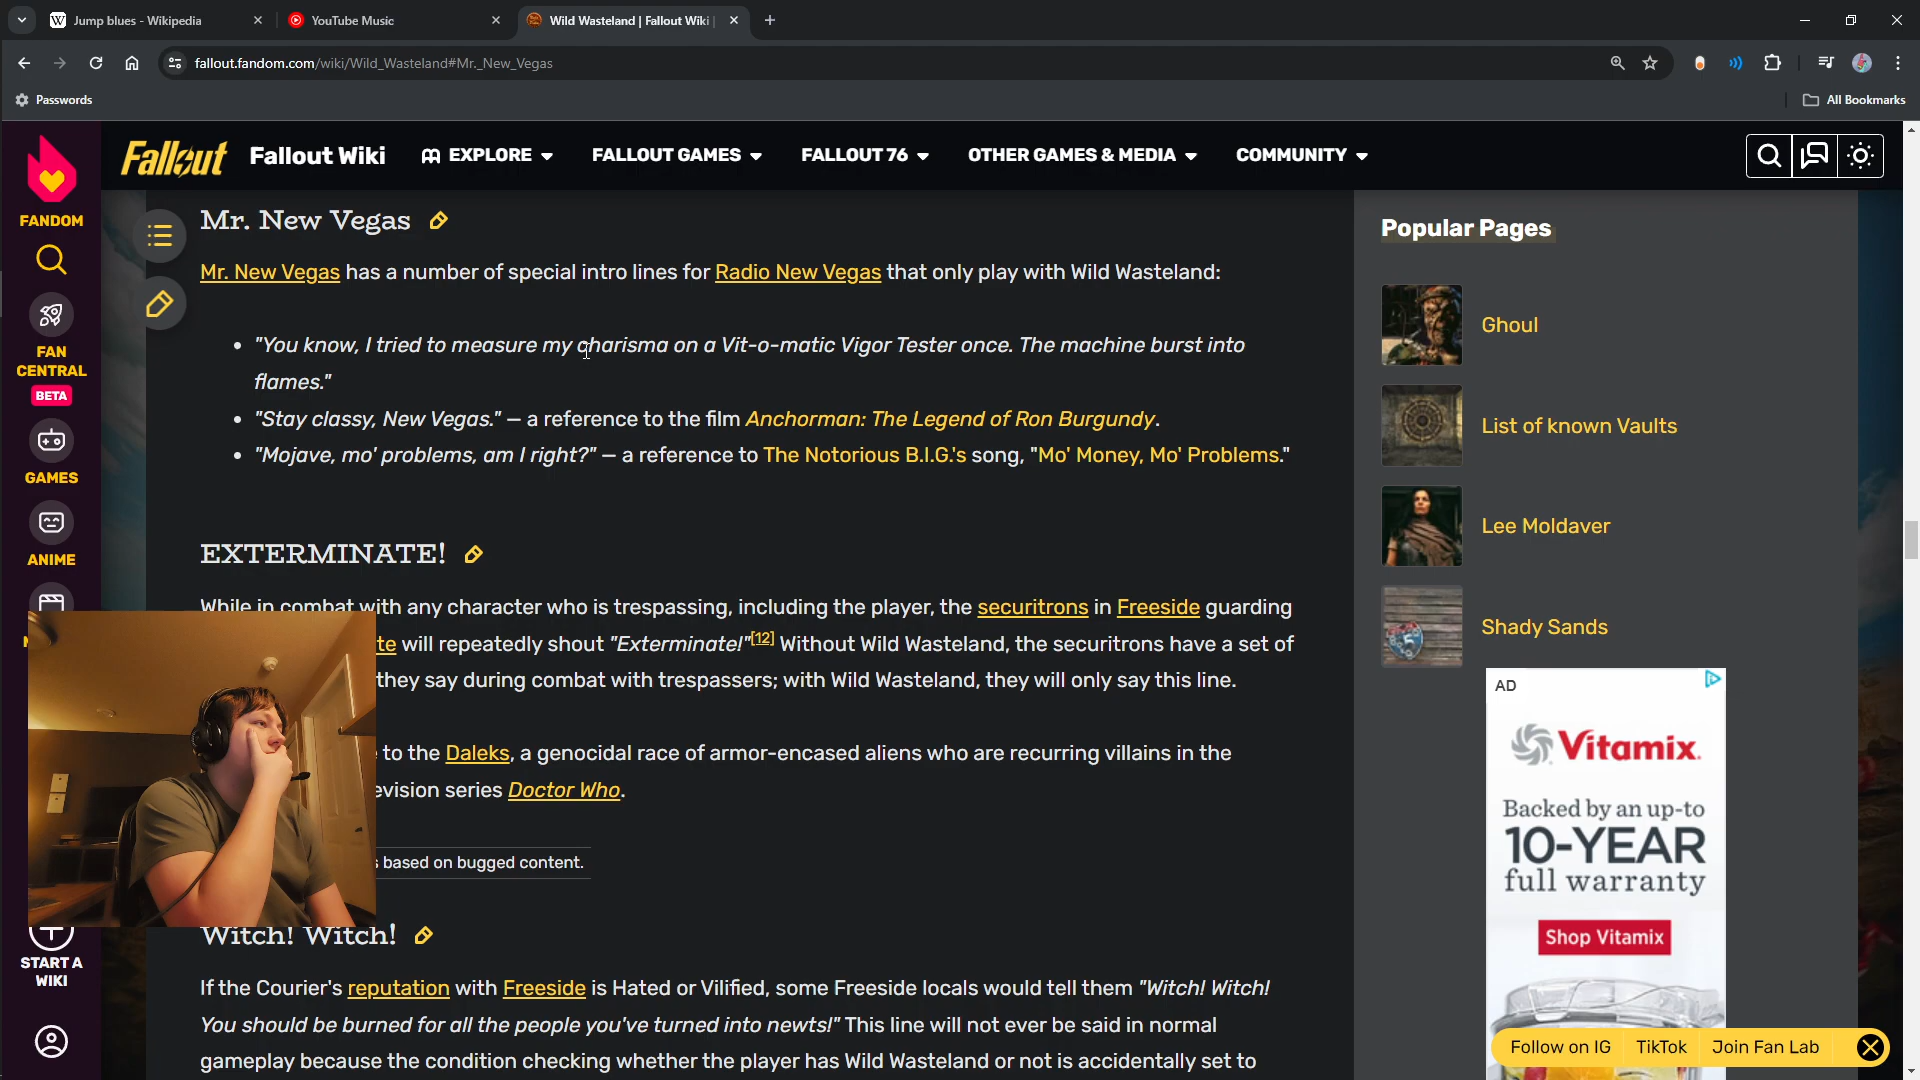 Jump blues - Wikipedia
YouTube Music
Wild Wasteland | Fallout Wiki |
fallout.fandom.com/wiki/Wild_Wasteland#Mr._New_Vegas
Passwords
All Bookmarks
Fallout
Fallout Wiki
EXPLORE
FALLOUT GAMES
FALLOUT 76
OTHER GAMES & MEDIA
COMMUNITY
FANDOM
FAN
CENTRAL
BETA
GAMES
ANIME
START A
WIKI
Mr. New Vegas
Mr. New Vegas has a number of special intro lines for Radio New Vegas that only play with Wild Wasteland:
• "You know, I tried to measure my charisma on a Vit-o-matic Vigor Tester once. The machine burst into
flames."
• "Stay classy, New Vegas." — a reference to the film Anchorman: The Legend of Ron Burgundy.
• "Mojave, mo' problems, am I right?" — a reference to The Notorious B.I.G.'s song, "Mo' Money, Mo' Problems."
EXTERMINATE!
While in combat with any character who is trespassing, including the player, the securitrons in Freeside guarding
te will repeatedly shout "Exterminate!"[12] Without Wild Wasteland, the securitrons have a set of
they say during combat with trespassers; with Wild Wasteland, they will only say this line.
to the Daleks, a genocidal race of armor-encased aliens who are recurring villains in the
evision series Doctor Who.
s based on bugged content.
Witch! Witch!
If the Courier's reputation with Freeside is Hated or Vilified, some Freeside locals would tell them "Witch! Witch!
You should be burned for all the people you've turned into newts!" This line will not ever be said in normal
gameplay because the condition checking whether the player has Wild Wasteland or not is accidentally set to
Popular Pages
Ghoul
List of known Vaults
Lee Moldaver
Shady Sands
AD
Vitamix.
Backed by an up-to
10-YEAR
full warranty
Shop Vitamix
Follow on IG
TikTok
Join Fan Lab